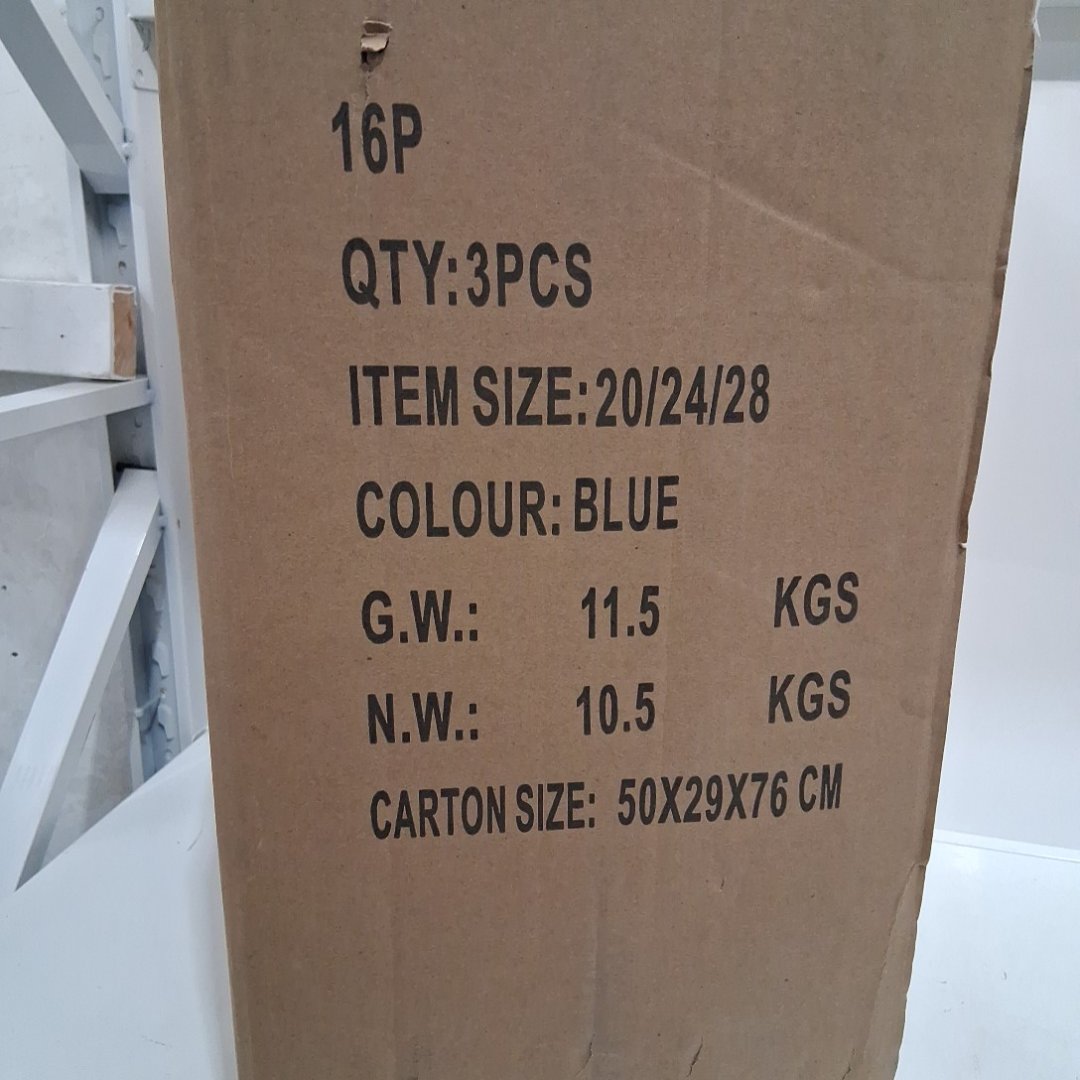 16P
QTY:3PCS
ITEM SIZE:20/24/28
COLOUR:BLUE
G.W.: 11.5 KGS
N.W.: 10.5 KGS
CARTON SIZE: 50X29X76 CM